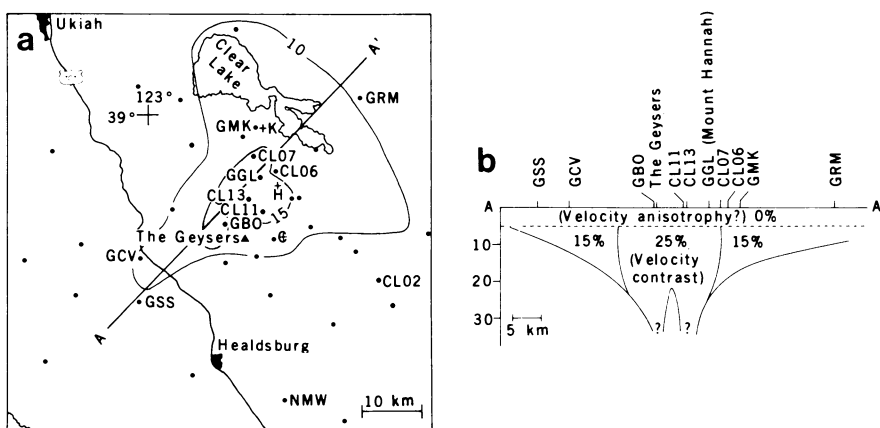 a
Ukiah
Clear
Lake
10
A'
123°
39°
GRM
GMK +K
CL07
GGL
CL06
CL13
H
CL11
15
GBO
The Geysers
GCV
GSS
CL02
A
Healdsburg
NMW
10 km
b
GSS
GCV
GBO
The Geysers
CL11
CL13
GGL (Mount Hannah)
CL07
CL06
GMK
GRM
A
A
(Velocity anisotropy?) 0%
15%
25%
15%
(Velocity
contrast)
10
20
30
? ?
5 km